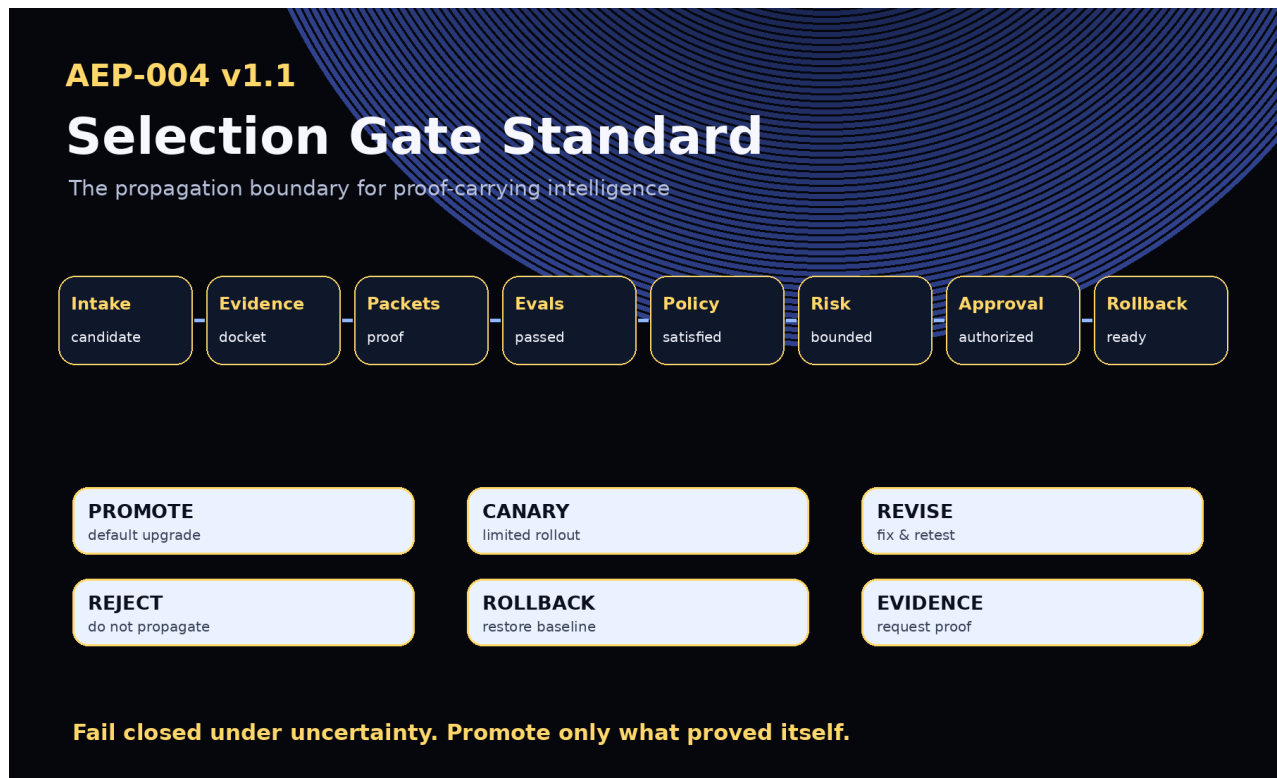 AEP-004 v1.1
Selection Gate Standard
The propagation boundary for proof-carrying intelligence
Intake
candidate
Evidence
docket
Packets
proof
Evals
passed
Policy
satisfied
Risk
bounded
Approval
authorized
Rollback
ready
PROMOTE
default upgrade
CANARY
limited rollout
REVISE
fix & retest
REJECT
do not propagate
ROLLBACK
restore baseline
EVIDENCE
request proof
Fail closed under uncertainty. Promote only what proved itself.